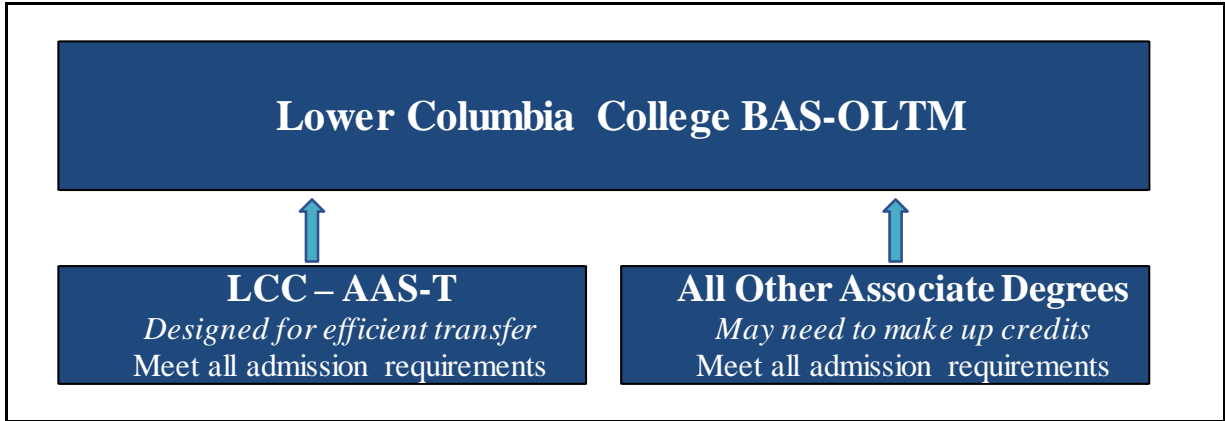 Lower Columbia College BAS-OLTM
LCC – AAS-T
Designed for efficient transfer
Meet all admission requirements
All Other Associate Degrees
May need to make up credits
Meet all admission requirements